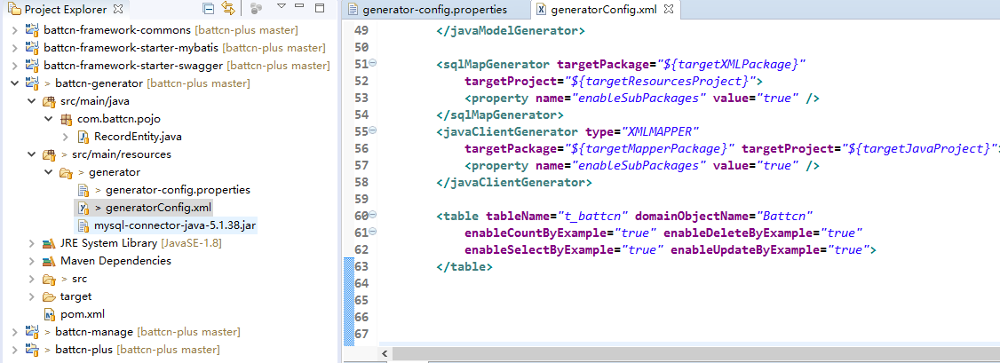 Project Explorer
battcn-framework-commons [battcn-plus master]
battcn-framework-starter-mybatis [battcn-plus master]
battcn-framework-starter-swagger [battcn-plus master]
> battcn-generator [battcn-plus master]
src/main/java
com.battcn.pojo
RecordEntity.java
> src/main/resources
> generator
> generator-config.properties
> generatorConfig.xml
mysql-connector-java-5.1.38.jar
JRE System Library [JavaSE-1.8]
Maven Dependencies
> src
target
pom.xml
> battcn-manage [battcn-plus master]
> battcn-plus [battcn-plus master]
generator-config.properties
generatorConfig.xml
49 </javaModelGenerator>
50
51 <sqlMapGenerator targetPackage="${targetXMLPackage}"
52 targetProject="${targetResourcesProject}">
53 <property name="enableSubPackages" value="true" />
54 </sqlMapGenerator>
55 <javaClientGenerator type="XMLMAPPER"
56 targetPackage="${targetMapperPackage}" targetProject="${targetJavaProject}">
57 <property name="enableSubPackages" value="true" />
58 </javaClientGenerator>
59
60 <table tableName="t_battcn" domainObjectName="Battcn"
61 enableCountByExample="true" enableDeleteByExample="true"
62 enableSelectByExample="true" enableUpdateByExample="true">
63 </table>
64
65
66
67